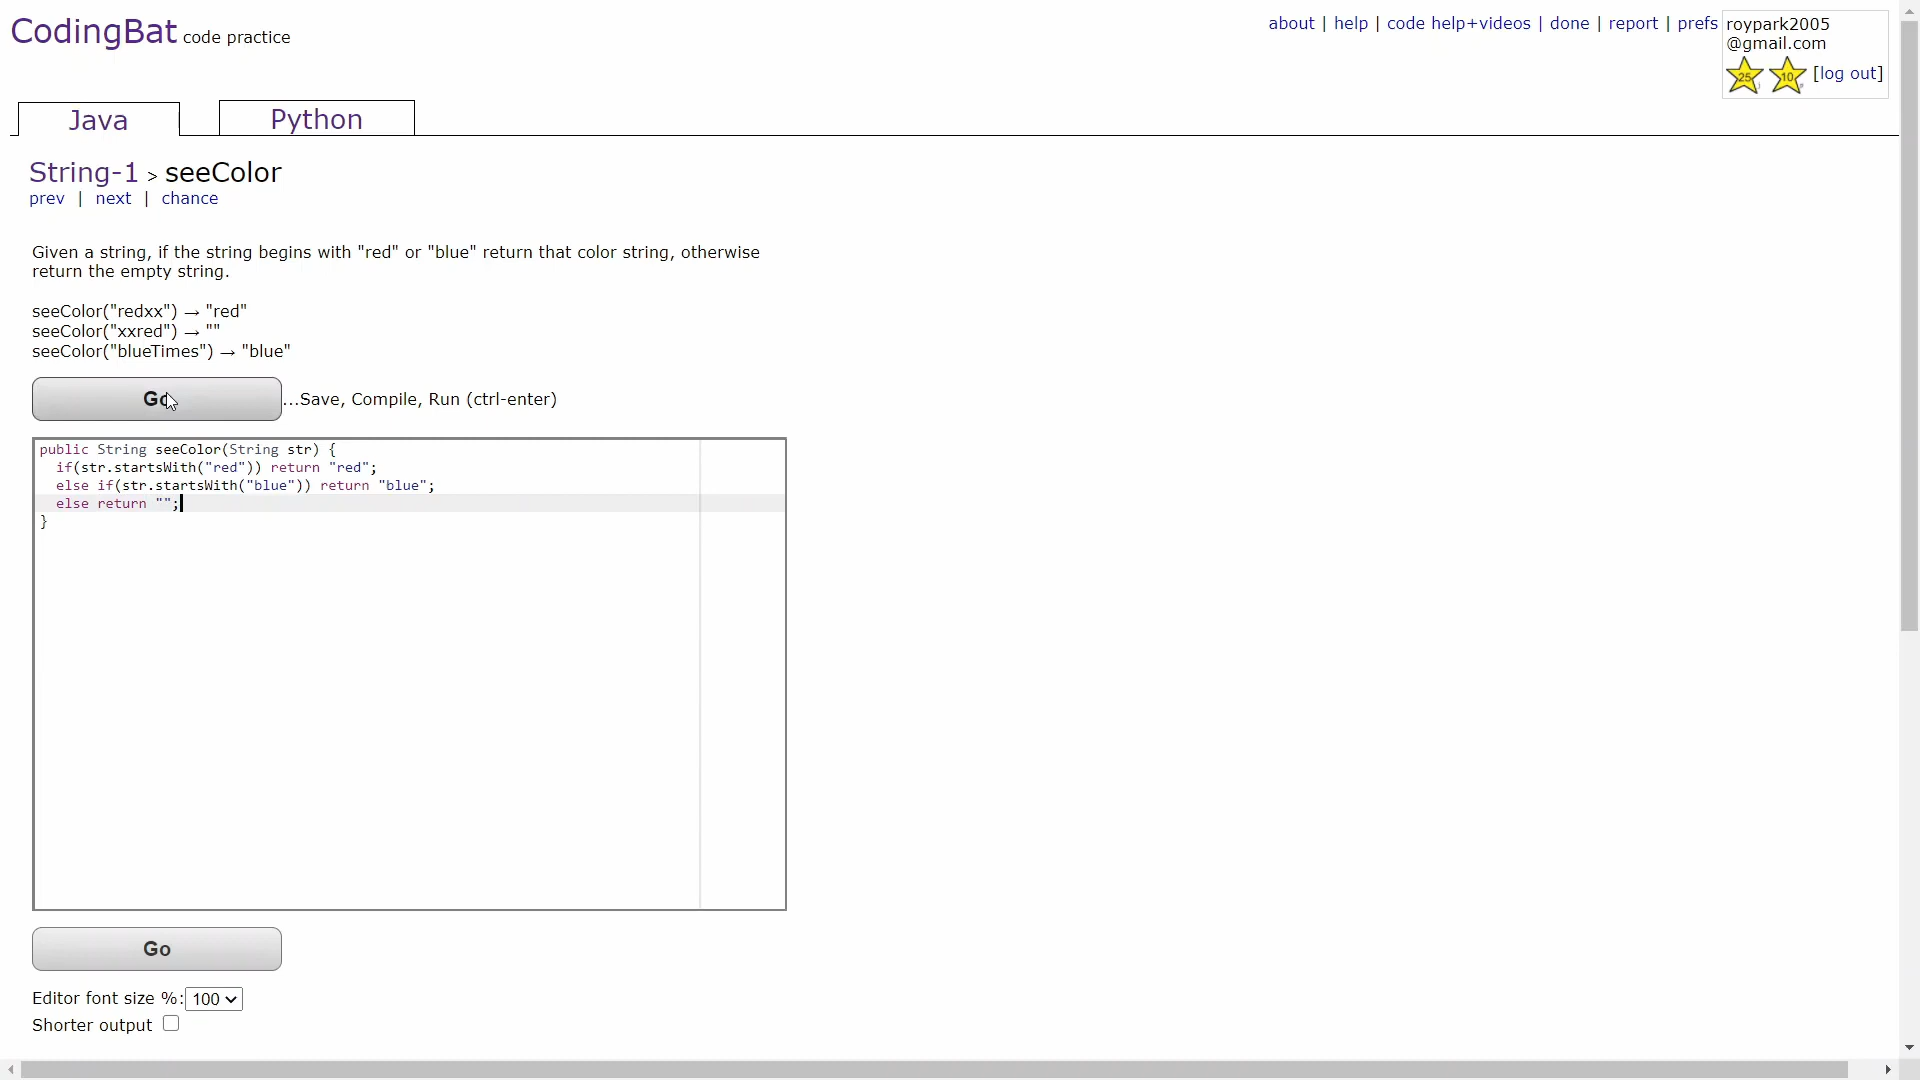 CodingBat code practice
about | help | code help+videos | done | report | prefs
roypark2005
@gmail.com
25 10 [log out]
Java Python
String-1 > seeColor
prev | next | chance
Given a string, if the string begins with "red" or "blue" return that color string, otherwise
return the empty string.
seeColor("redxx") → "red"
seeColor("xxred") → ""
seeColor("blueTimes") → "blue"
Go ...Save, Compile, Run (ctrl-enter)
public String seeColor(String str) {
  if(str.startsWith("red")) return "red";
  else if(str.startsWith("blue")) return "blue";
  else return "";
}
Go
Editor font size %: 100
Shorter output